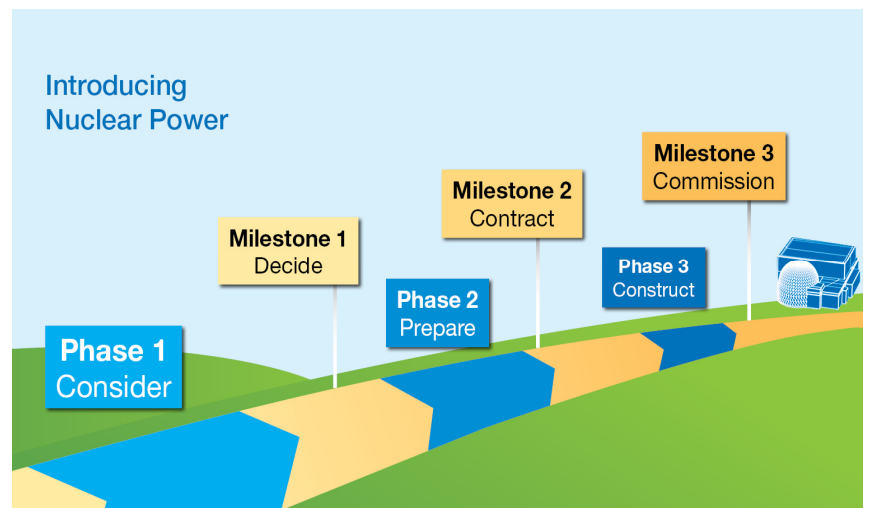 Introducing
Nuclear Power
Phase 1
Consider
Milestone 1
Decide
Phase 2
Prepare
Milestone 2
Contract
Phase 3
Construct
Milestone 3
Commission